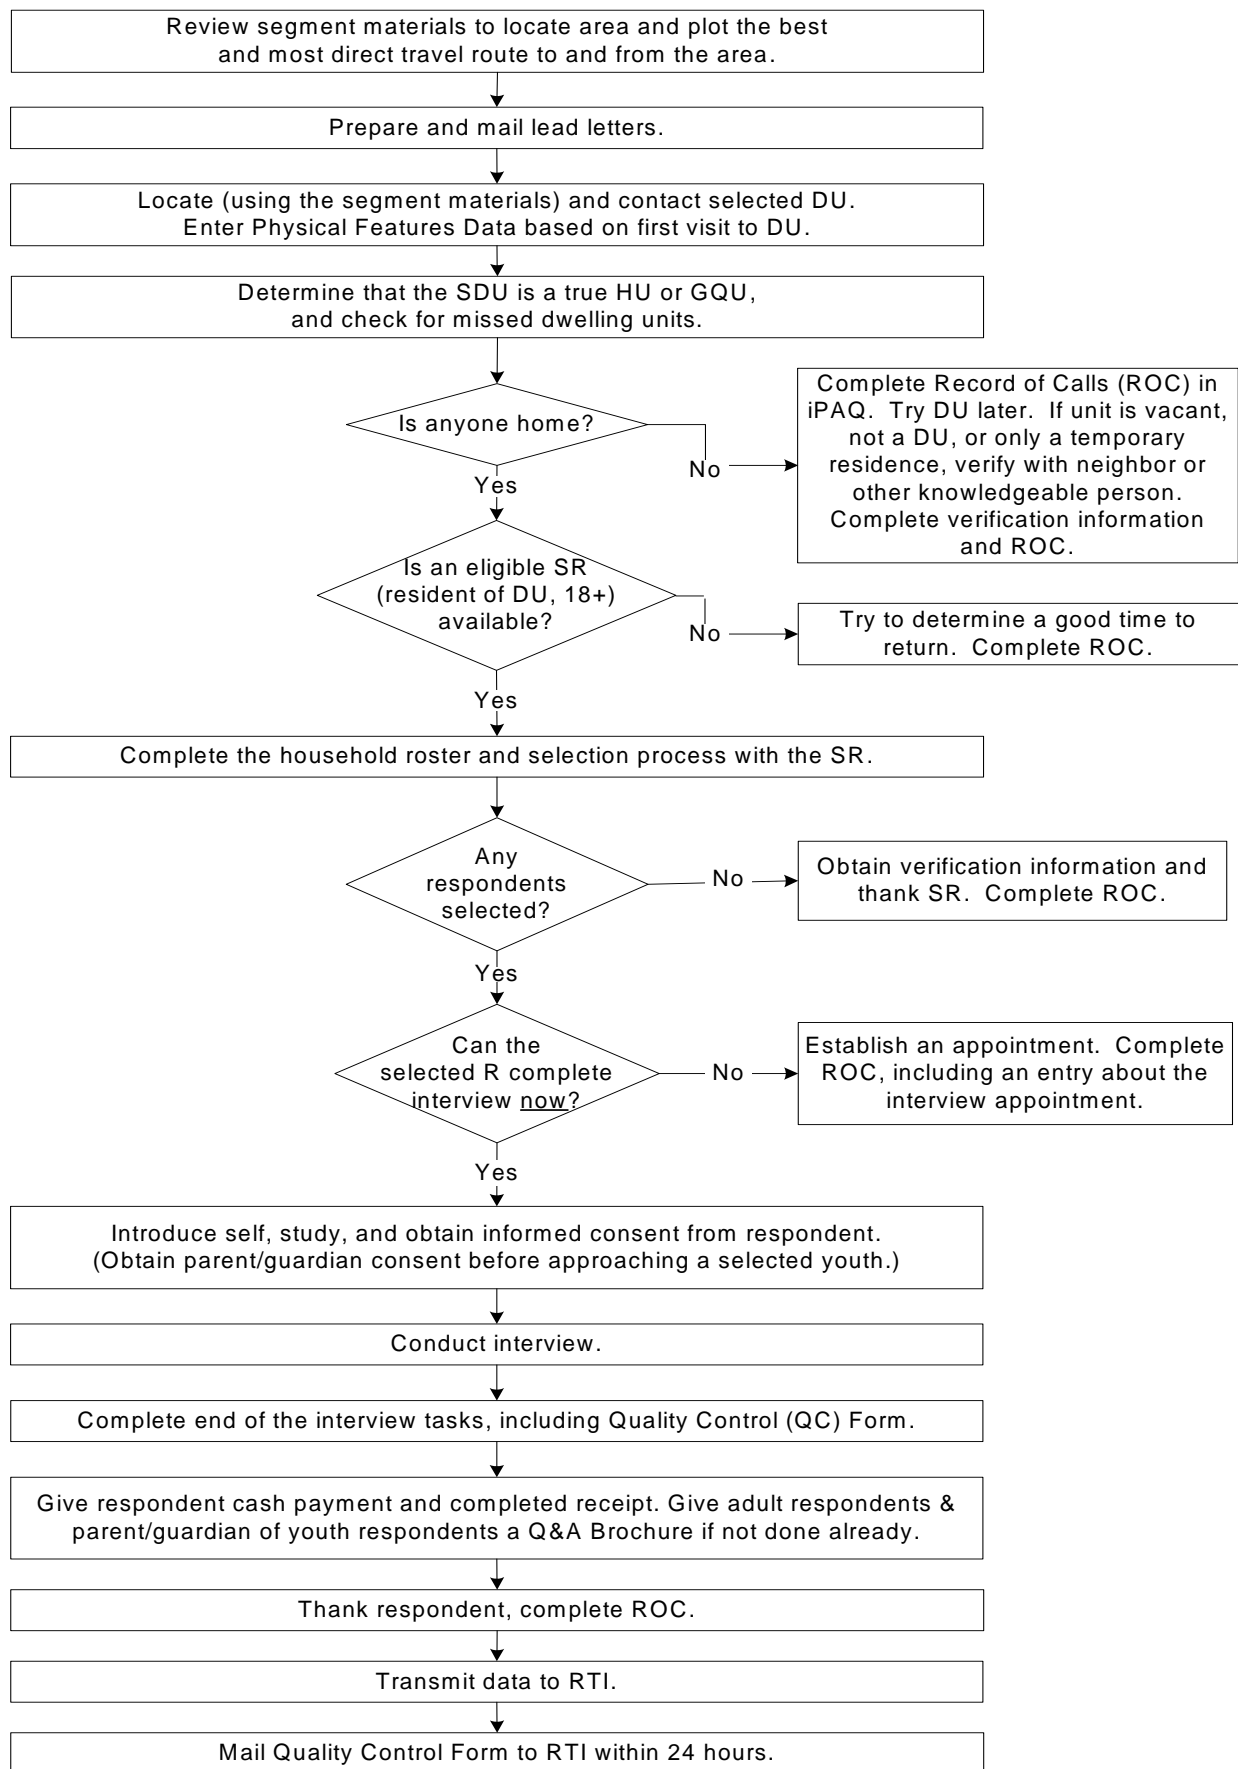 Review segment materials to locate area and plot the best
and most direct travel route to and from the area.
Prepare and mail lead letters.
Locate (using the segment materials) and contact selected DU.
Enter Physical Features Data based on first visit to DU.
Determine that the SDU is a true HU or GQU,
and check for missed dwelling units.
Is anyone home?
No
Complete Record of Calls (ROC) in
iPAQ. Try DU later. If unit is vacant,
not a DU, or only a temporary
residence, verify with neighbor or
other knowledgeable person.
Complete verification information
and ROC.
Yes
Is an eligible SR
(resident of DU, 18+)
available?
No
Try to determine a good time to
return. Complete ROC.
Yes
Complete the household roster and selection process with the SR.
Any
respondents
selected?
No
Obtain verification information and
thank SR. Complete ROC.
Yes
Can the
selected R complete
interview now?
No
Establish an appointment. Complete
ROC, including an entry about the
interview appointment.
Yes
Introduce self, study, and obtain informed consent from respondent.
(Obtain parent/guardian consent before approaching a selected youth.)
Conduct interview.
Complete end of the interview tasks, including Quality Control (QC) Form.
Give respondent cash payment and completed receipt. Give adult respondents &
parent/guardian of youth respondents a Q&A Brochure if not done already.
Thank respondent, complete ROC.
Transmit data to RTI.
Mail Quality Control Form to RTI within 24 hours.